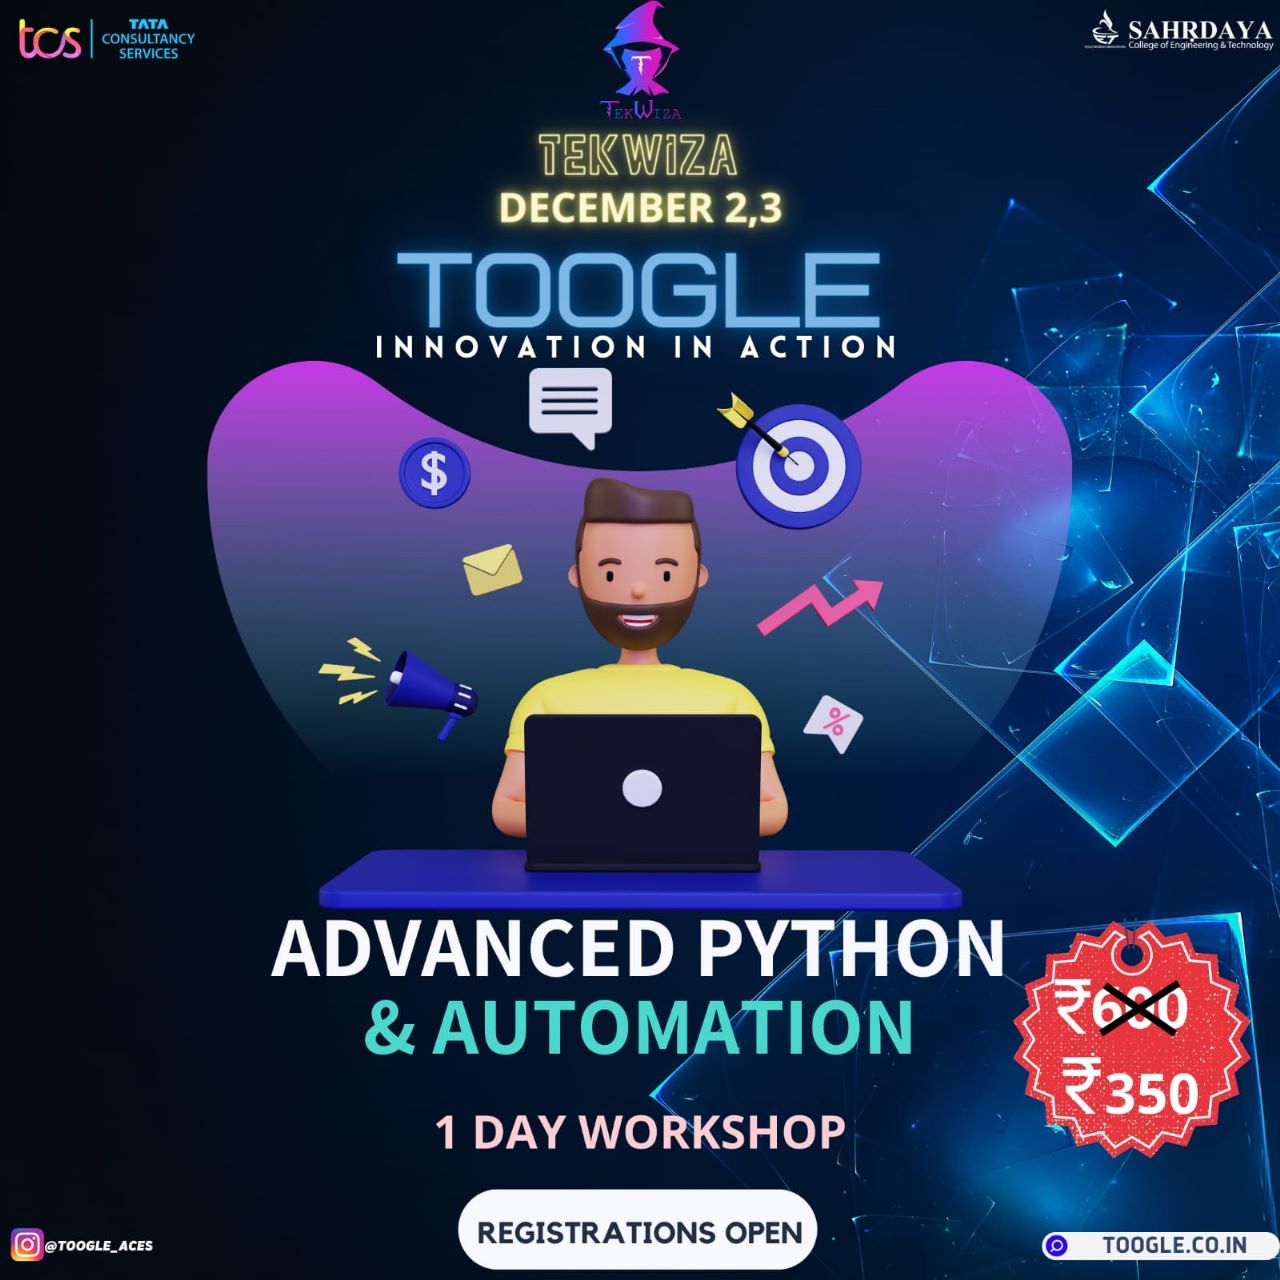 tcs
TATA
CONSULTANCY
SERVICES
SAHRDAYA
College of Engineering & Technology
T
TEKWIZA
TEKWIZA
DECEMBER 2,3
TOOGLE
INNOVATION IN ACTION
$
%
ADVANCED PYTHON
& AUTOMATION
₹600
₹350
1 DAY WORKSHOP
REGISTRATIONS OPEN
@TOOGLE_ACES
TOOGLE.CO.IN